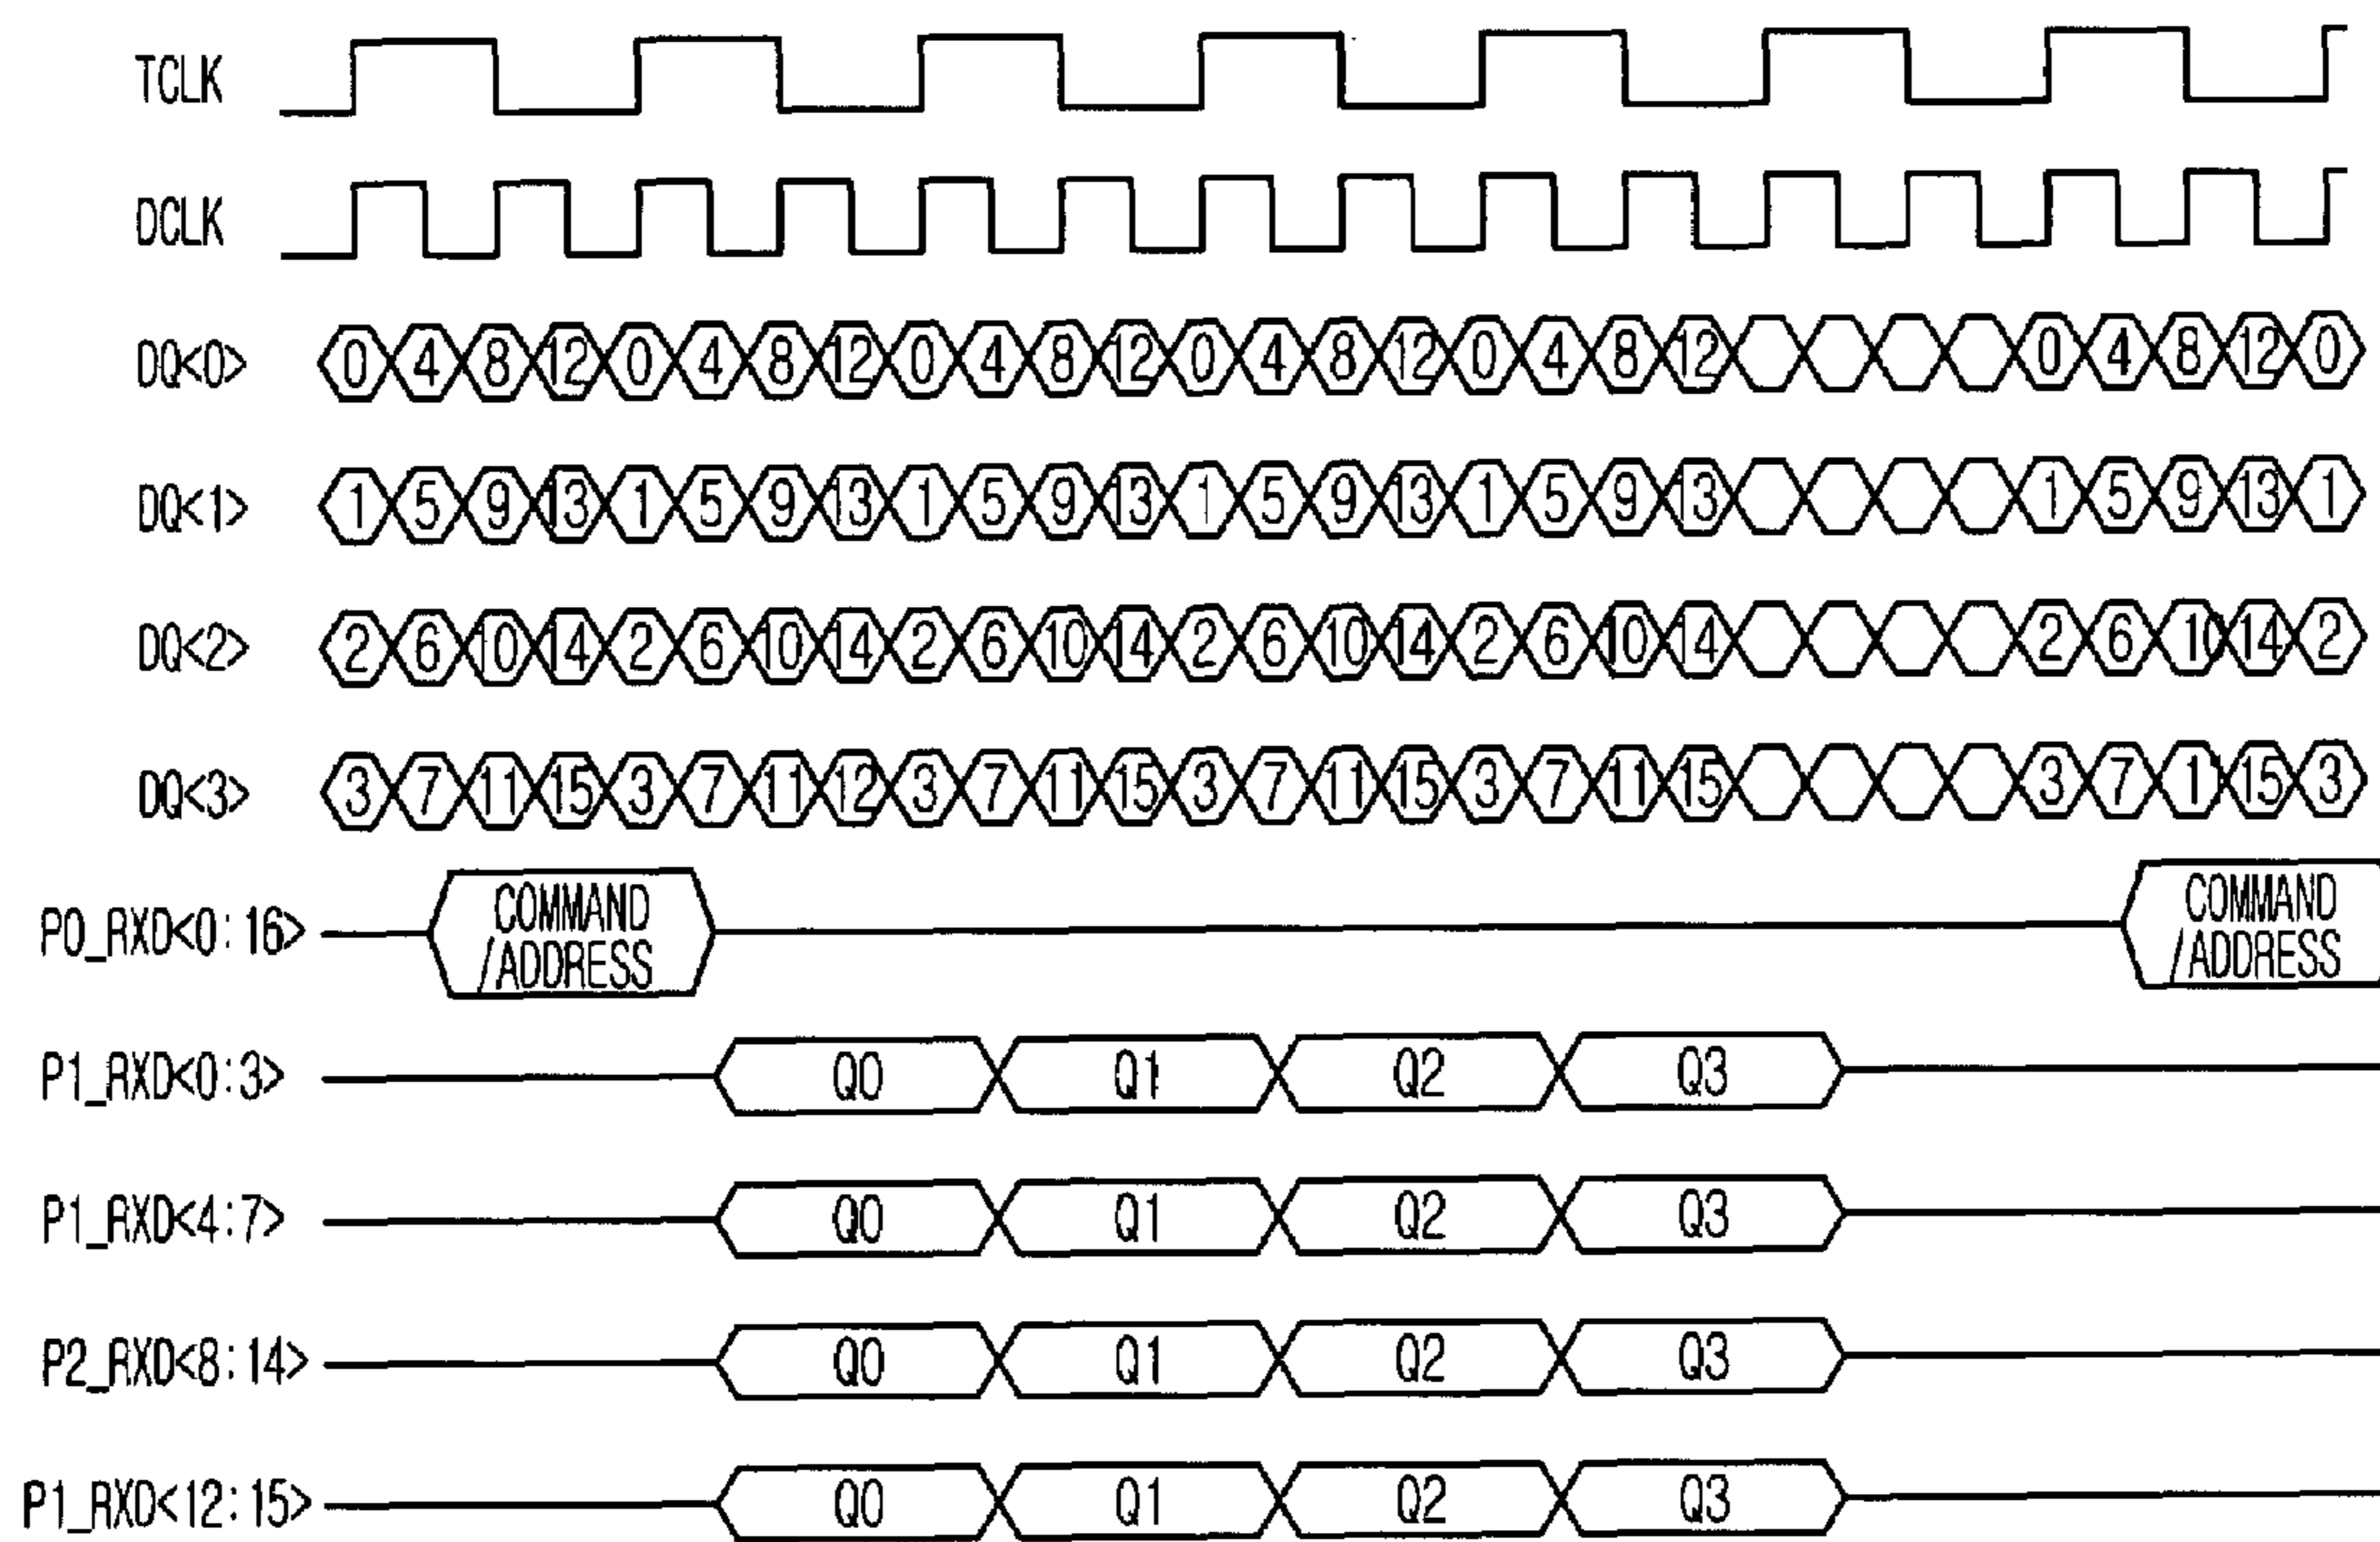 TCLK
DCLK
DQ<0> 0 4 8 12 0 4 8 12 0 4 8 12 0 4 8 12 0 4 8 12 0 4 8 12 0
DQ<1> 1 5 9 13 1 5 9 13 1 5 9 13 1 5 9 13 1 5 9 13 1 5 9 13 1
DQ<2> 2 6 10 14 2 6 10 14 2 6 10 14 2 6 10 14 2 6 10 14 2 6 10 14 2
DQ<3> 3 7 11 15 3 7 11 12 3 7 11 15 3 7 11 15 3 7 11 15 3 7 1 15 3
P0_RXD<0:16> COMMAND COMMAND
/ADDRESS /ADDRESS
P1_RXD<0:3> Q0 Q1 Q2 Q3
P1_RXD<4:7> Q0 Q1 Q2 Q3
P2_RXD<8:14> Q0 Q1 Q2 Q3
P1_RXD<12:15> Q0 Q1 Q2 Q3